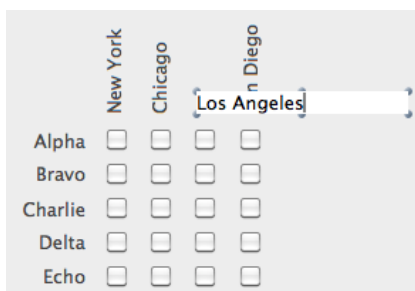 New York
Chicago
n Diego
Los Angeles
Alpha
Bravo
Charlie
Delta
Echo